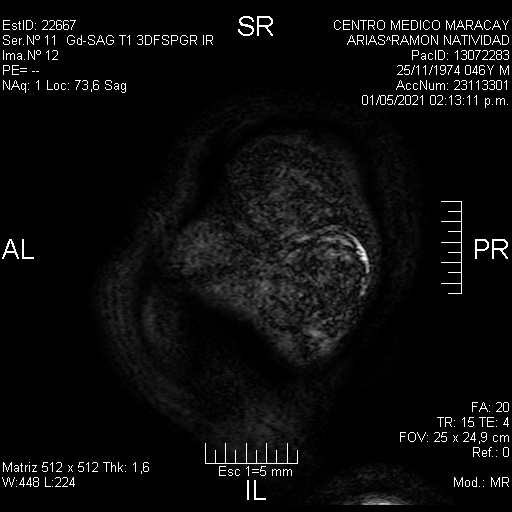 EstID: 22667
Ser.Nº 11 Gd-SAG T1 3DFSPGR IR
Ima.Nº 12
PE= --
NAq: 1 Loc: 73,6 Sag
SR
CENTRO MEDICO MARACAY
ARIAS^RAMON NATIVIDAD
PacID: 13072283
25/11/1974 046Y M
AccNum: 23113301
01/05/2021 02:13:11 p.m.
AL
PR
FA: 20
TR: 15 TE: 4
FOV: 25 x 24,9 cm
Ref.: 0
Mod.: MR
Matriz 512 x 512 Thk: 1,6
W:448 L:224
Esc 1=5 mm
IL